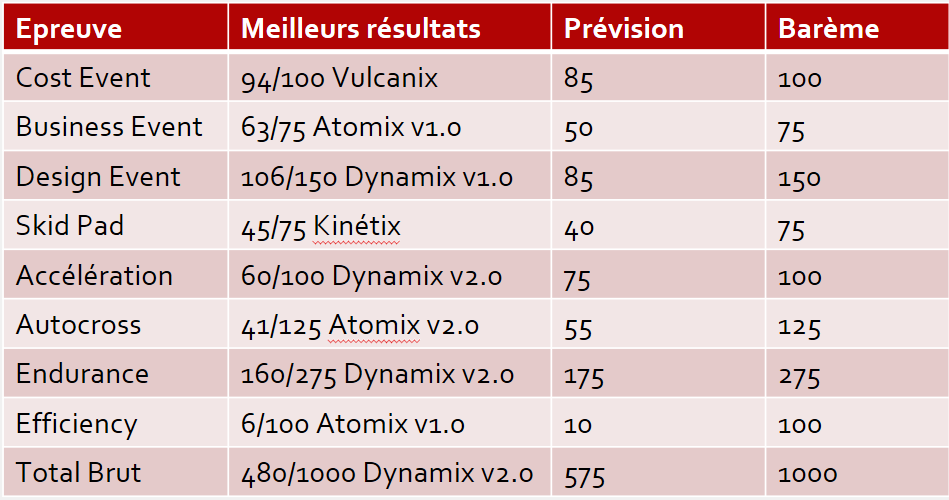 Epreuve Meilleurs résultats Prévision Barème
Cost Event 94/100 Vulcanix 85 100
Business Event 63/75 Atomix v1.0 50 75
Design Event 106/150 Dynamix v1.0 85 150
Skid Pad 45/75 Kinétix 40 75
Accélération 60/100 Dynamix v2.0 75 100
Autocross 41/125 Atomix v2.0 55 125
Endurance 160/275 Dynamix v2.0 175 275
Efficiency 6/100 Atomix v1.0 10 100
Total Brut 480/1000 Dynamix v2.0 575 1000